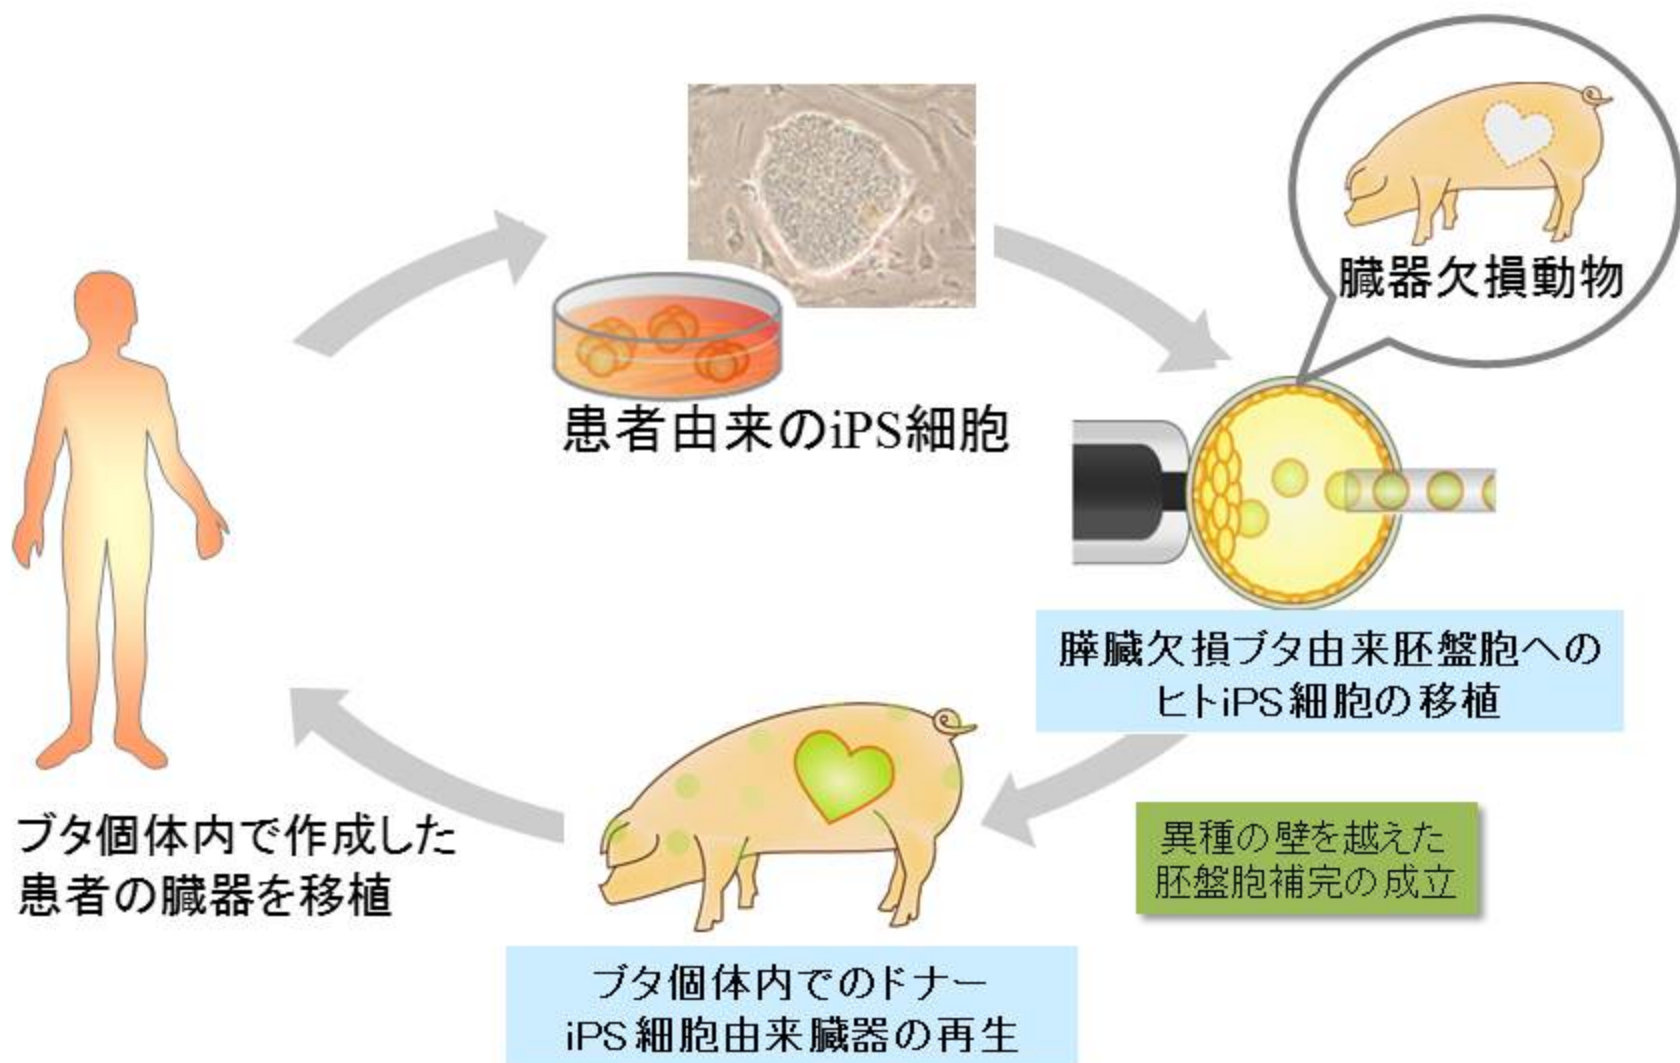 臓器欠損動物
患者由来のiPS細胞
膵臓欠損ブタ由来胚盤胞への
ヒトiPS細胞の移植
異種の壁を越えた
胚盤胞補完の成立
ブタ個体内でのドナー
iPS細胞由来臓器の再生
ブタ個体内で作成した
患者の臓器を移植